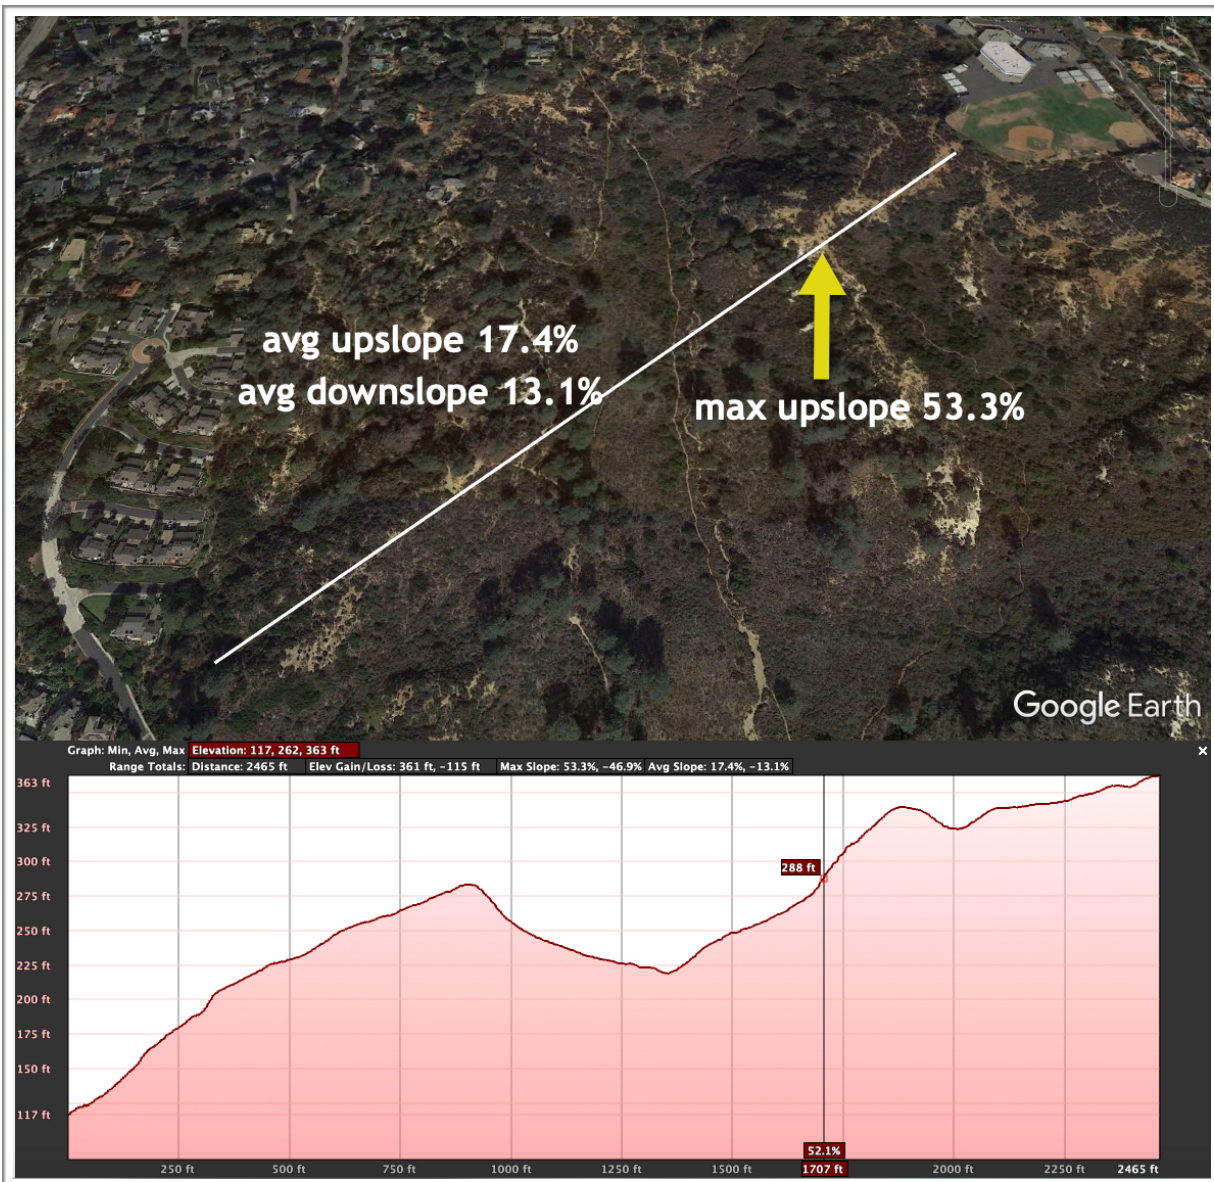 avg upslope 17.4%
avg downslope 13.1%
max upslope 53.3%
Google Earth
Graph: Min, Avg, Max Elevation: 117, 262, 363 ft
Range Totals: Distance: 2465 ft Elev Gain/Loss: 361 ft, -115 ft Max Slope: 53.3%, -46.9% Avg Slope: 17.4%, -13.1%
363 ft
325 ft
300 ft
288 ft
275 ft
250 ft
225 ft
200 ft
175 ft
150 ft
117 ft
52.1%
250 ft 500 ft 750 ft 1000 ft 1250 ft 1500 ft 1707 ft 2000 ft 2250 ft 2465 ft